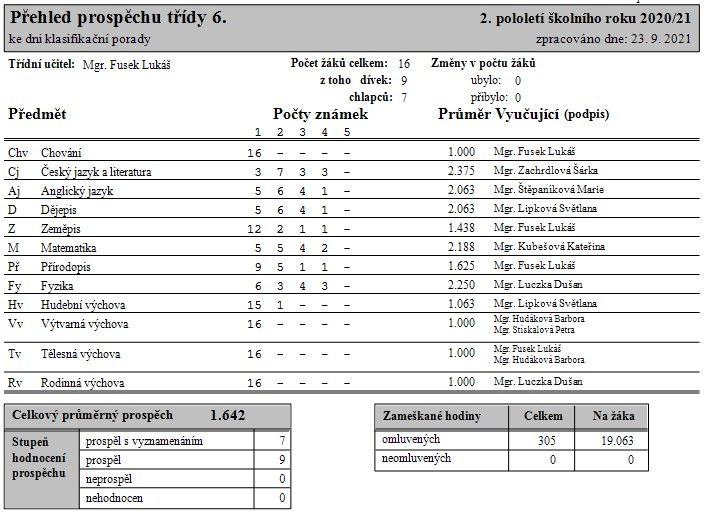 Přehled prospěchu třídy 6. 2. pololetí školního roku 2020/21
ke dni klasifikační porady zpracováno dne: 23. 9. 2021
Třídní učitel: Mgr. Fusek Lukáš Počet žáků celkem: 16 Změny v počtu žáků
z toho dívek: 9 ubylo: 0
chlapců: 7 přibylo: 0
Předmět Počty známek Průměr Vyučující (podpis)
1 2 3 4 5
Chv Chování 16 – – – – 1.000 Mgr. Fusek Lukáš
Cj Český jazyk a literatura 3 7 3 3 – 2.375 Mgr. Zachrdlová Šárka
Aj Anglický jazyk 5 6 4 1 – 2.063 Mgr. Štěpaníková Marie
D Dějepis 5 6 4 1 – 2.063 Mgr. Lipková Světlana
Z Zeměpis 12 2 1 1 – 1.438 Mgr. Fusek Lukáš
M Matematika 5 5 4 2 – 2.188 Mgr. Kubešová Kateřina
Př Přírodopis 9 5 1 1 – 1.625 Mgr. Fusek Lukáš
Fy Fyzika 6 3 4 3 – 2.250 Mgr. Luczka Dušan
Hv Hudební výchova 15 1 – – – 1.063 Mgr. Lipková Světlana
Vv Výtvarná výchova 16 – – – – 1.000 Mgr. Hudáková Barbora
Mgr. Stiskalová Petra
Tv Tělesná výchova 16 – – – – 1.000 Mgr. Fusek Lukáš
Mgr. Hudáková Barbora
Rv Rodinná výchova 16 – – – – 1.000 Mgr. Luczka Dušan
Celkový průměrný prospěch 1.642
Stupeň hodnocení prospěchu
prospěl s vyznamenáním 7
prospěl 9
neprospěl 0
nehodnocen 0
Zameškané hodiny Celkem Na žáka
omluvených 305 19.063
neomluvených 0 0